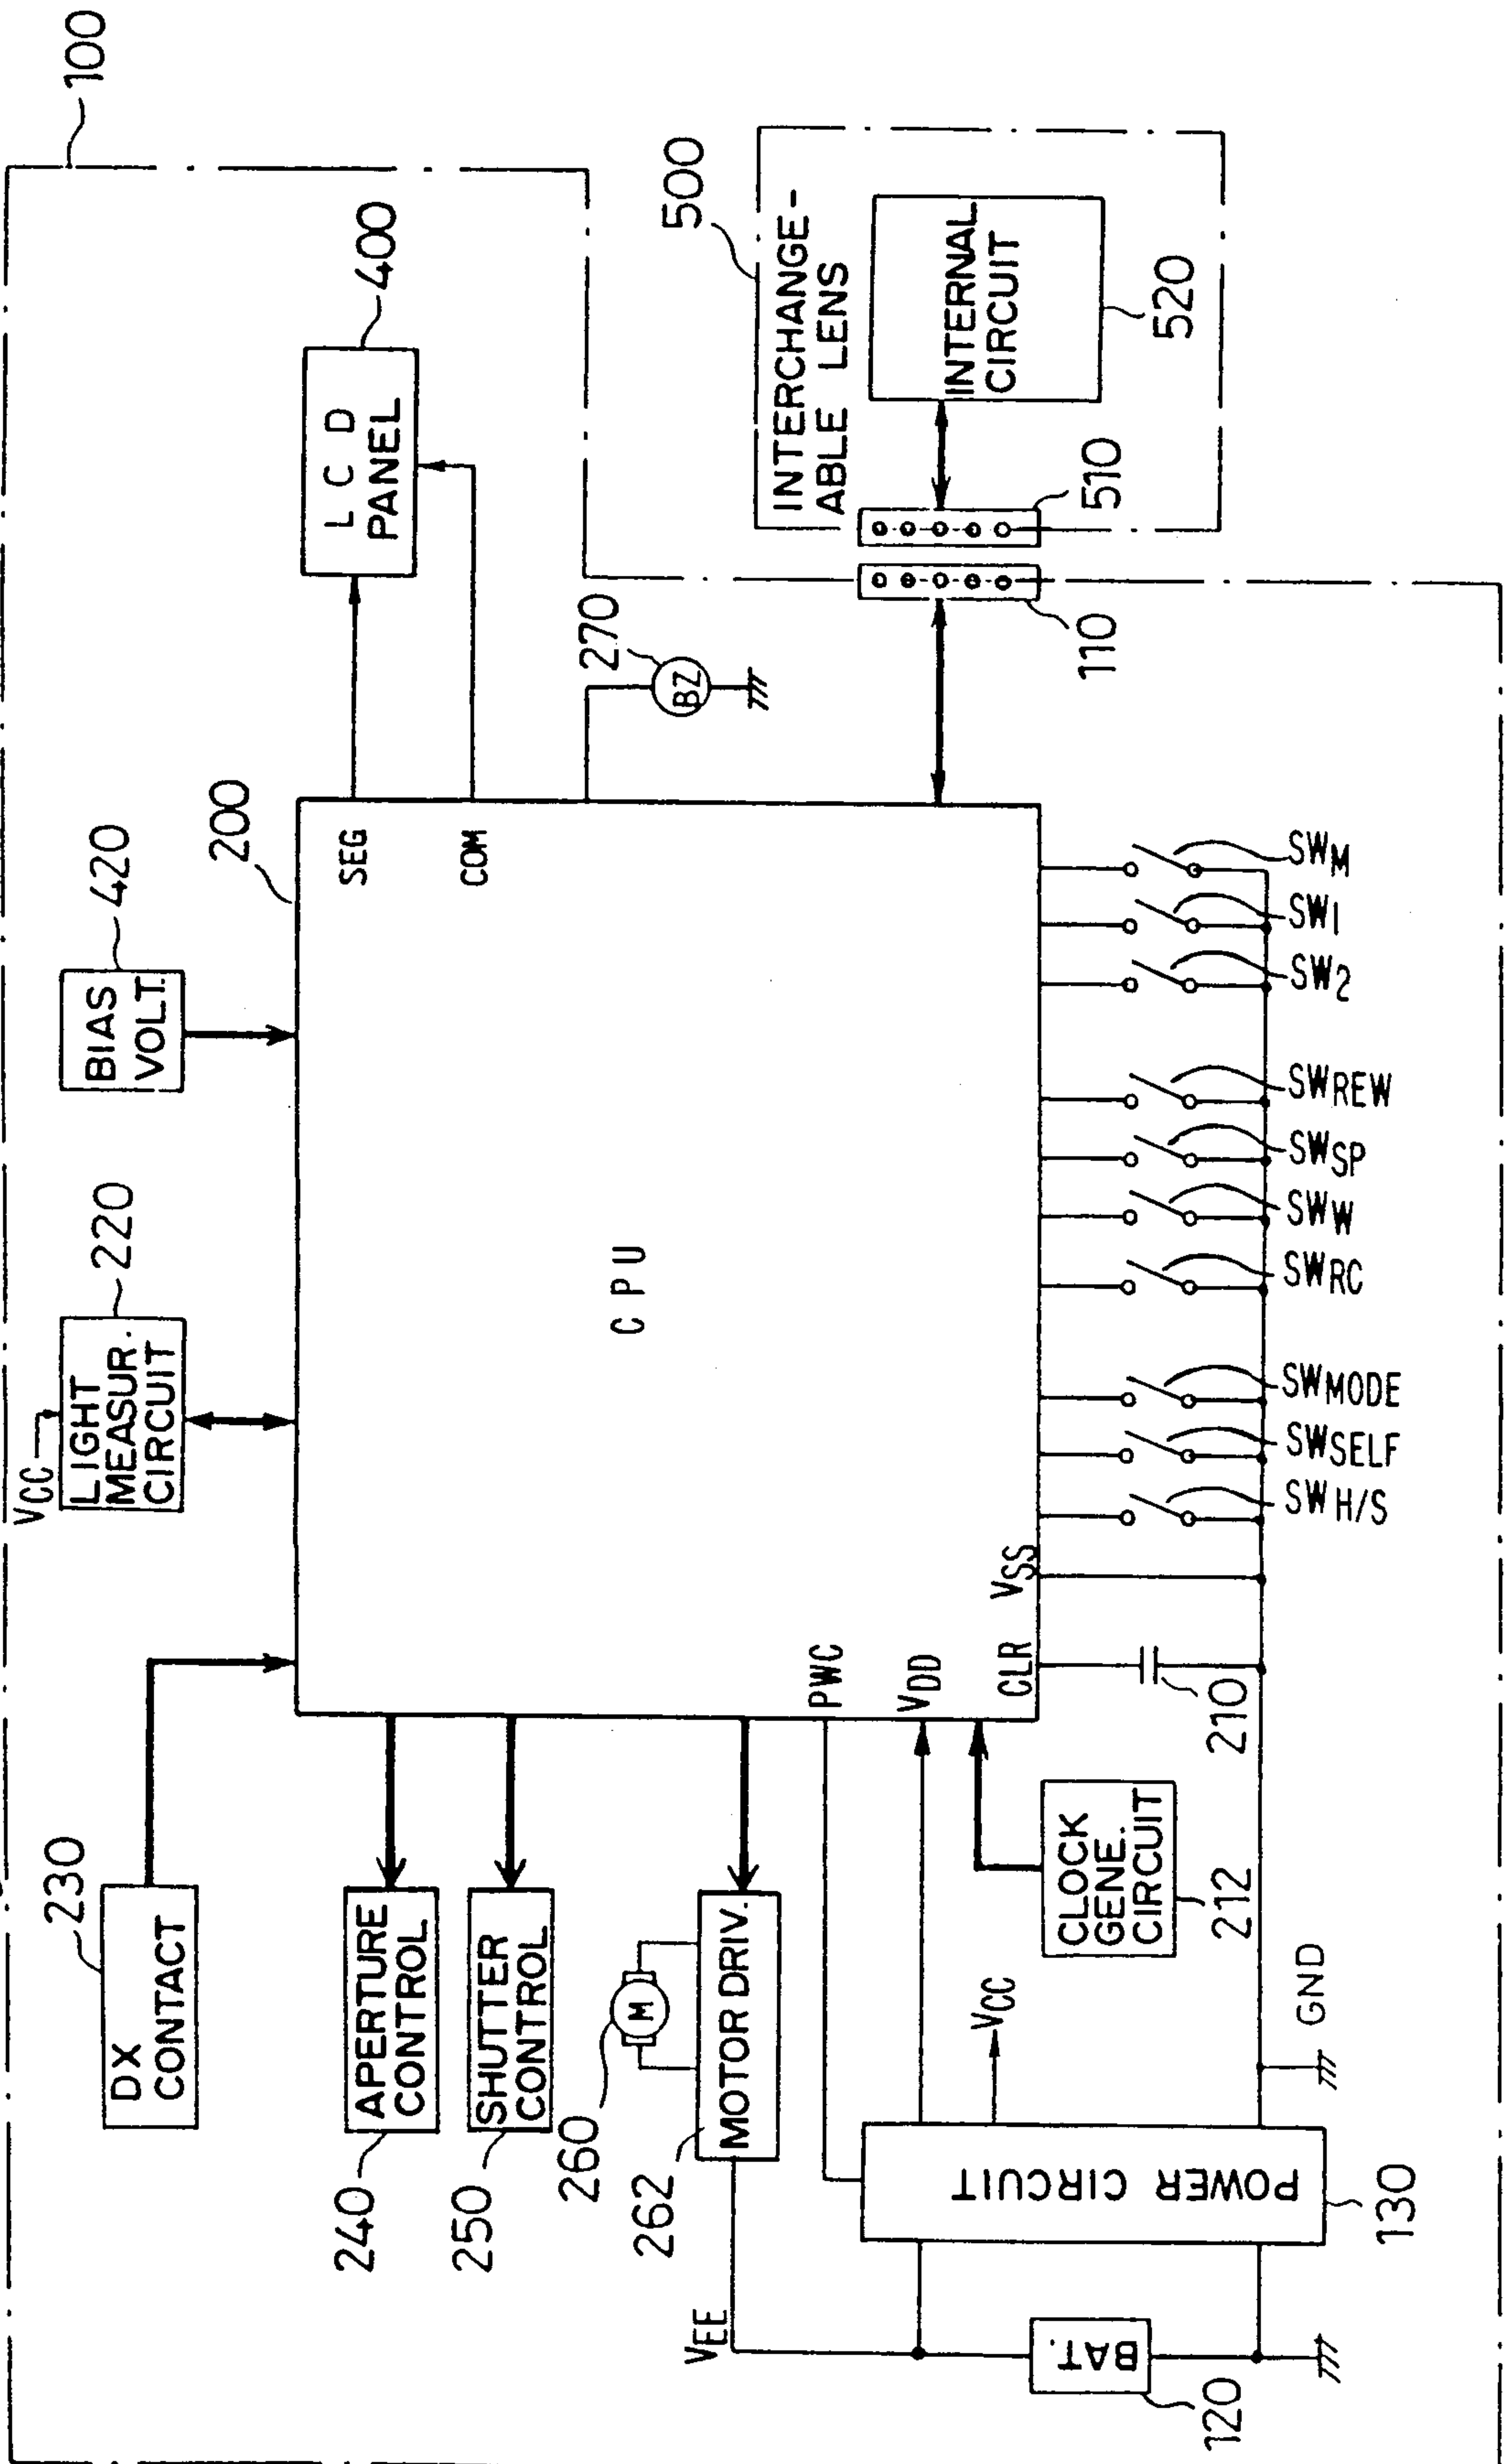 100
230
DX
CONTACT
VCC
220
LIGHT
MEASUR.
CIRCUIT
420
BIAS
VOLT.
200
CPU
SEG
COM
PWC
VDD
CLR
VSS
400
LCD
PANEL
270
BZ
240
APERTURE
CONTROL
250
SHUTTER
CONTROL
260
M
262
MOTOR DRIV.
VEE
VCC
120
BAT.
130
POWER CIRCUIT
GND
212
CLOCK
GENE.
CIRCUIT
210
SWH/S
SWSELF
SWMODE
SWRC
SWW
SWSP
SWREW
SW2
SW1
SWM
110
500
INTERCHANGE-
ABLE LENS
510
INTERNAL
CIRCUIT
520